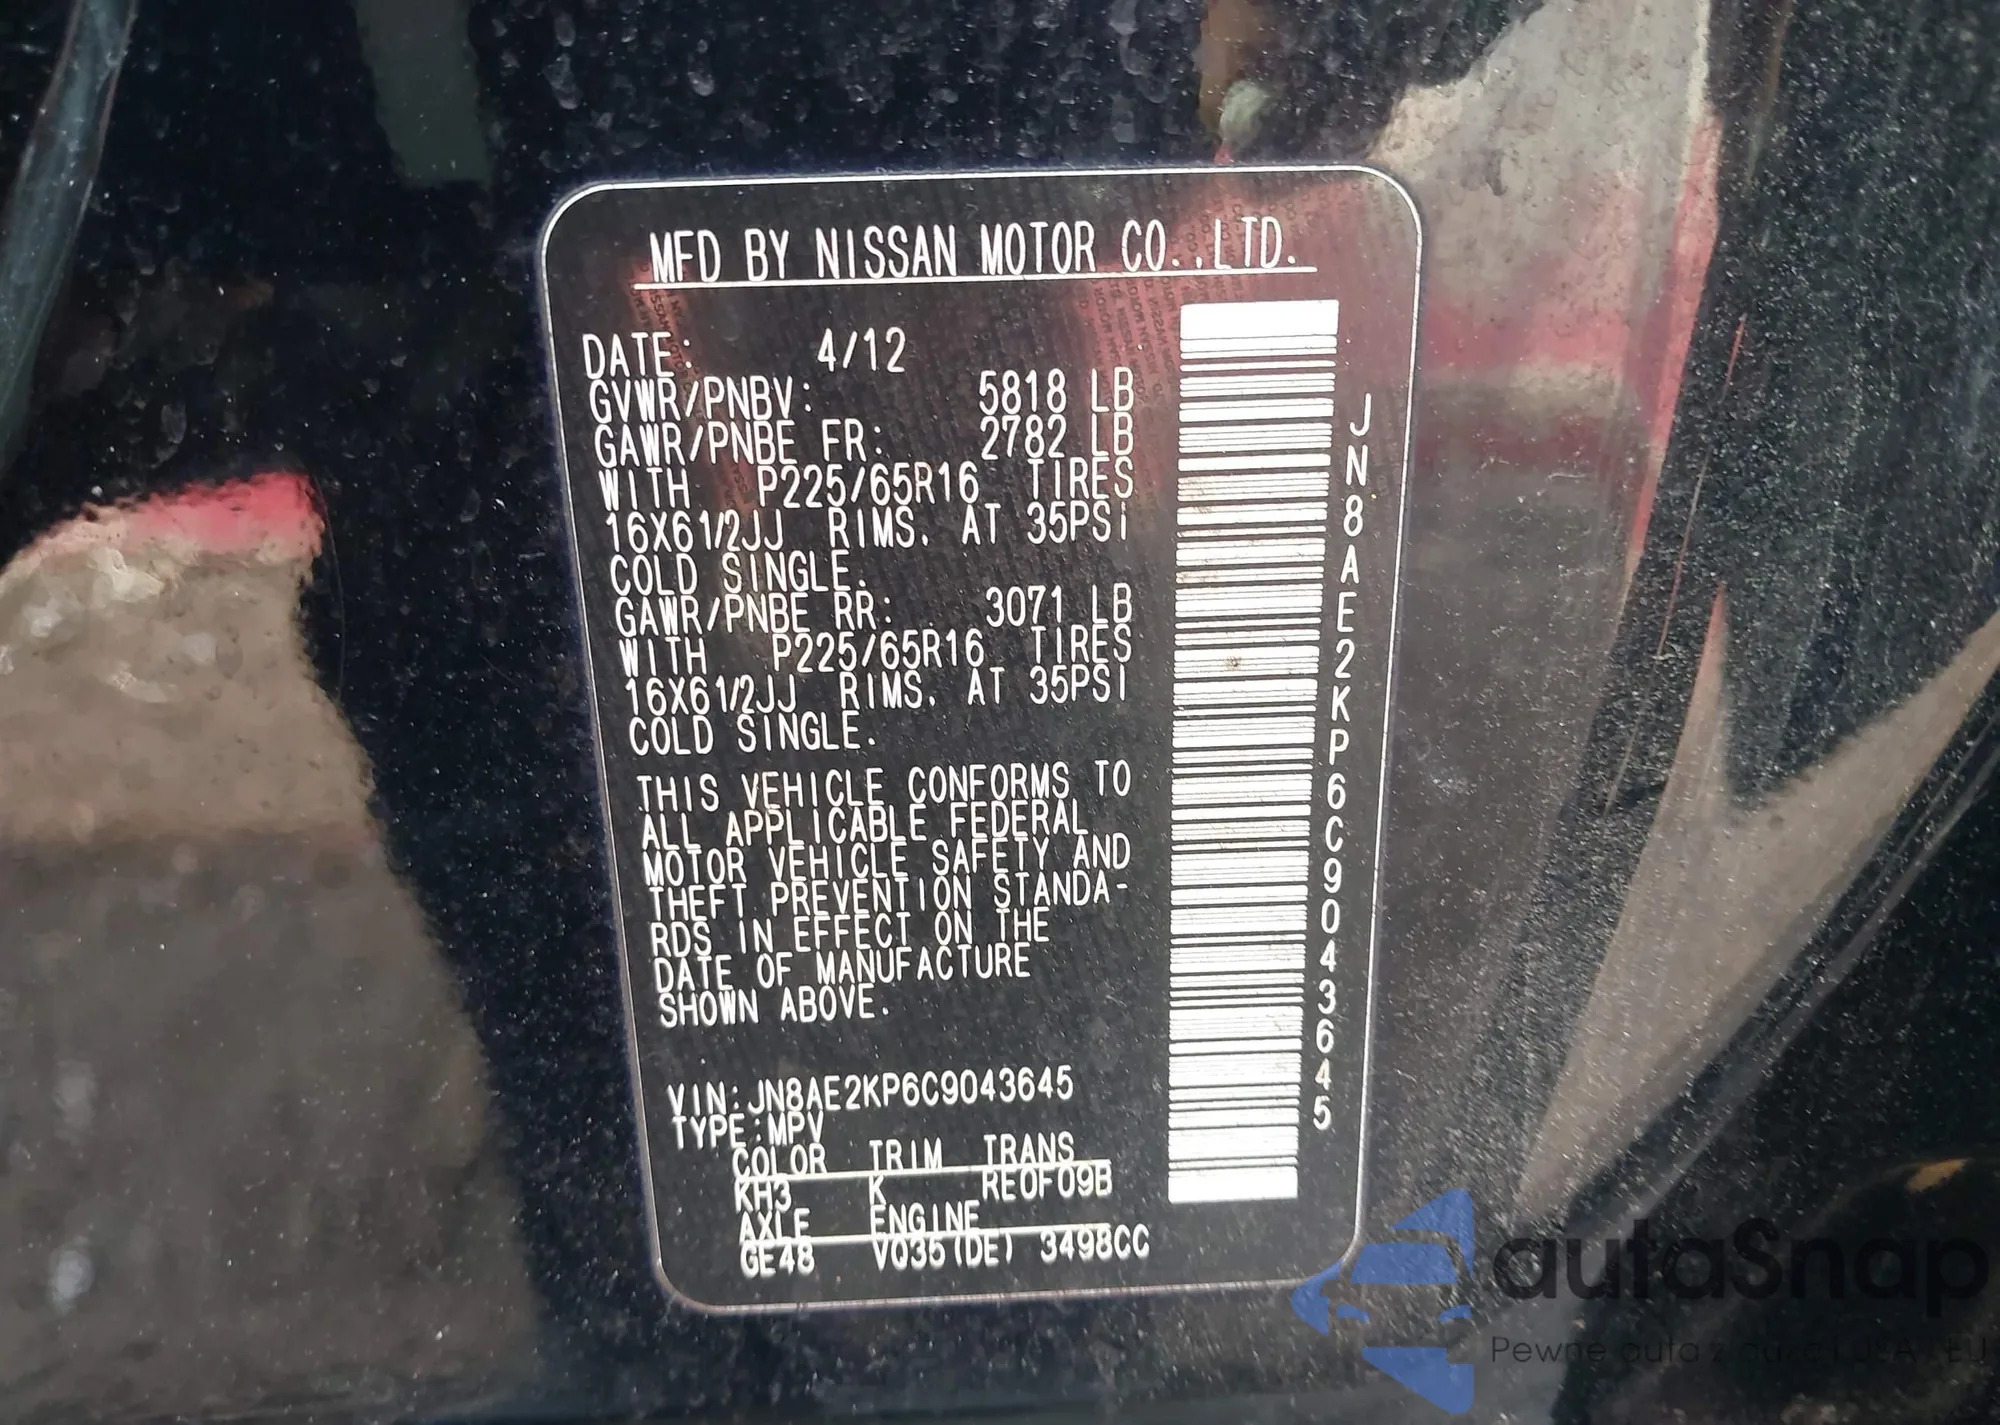 MFD BY NISSAN MOTOR CO.,LTD.
DATE: 4/12
GVWR/PNBV: 5818 LB
GAWR/PNBE FR: 2782 LB
WITH P225/65R16 TIRES
16X61/2JJ RIMS. AT 35PSi
COLD SINGLE.
GAWR/PNBE RR: 3071 LB
WITH P225/65R16 TIRES
16X61/2JJ RIMS. AT 35PSI
COLD SINGLE.
THIS VEHICLE CONFORMS TO
ALL APPLICABLE FEDERAL
MOTOR VEHICLE SAFETY AND
THEFT PREVENTION STANDA-
RDS IN EFFECT ON THE
DATE OF MANUFACTURE
SHOWN ABOVE.
VIN:JN8AE2KP6C9043645
TYPE:MPV
COLOR TRIM TRANS
KH3 K RE0F09B
AXLE ENGINE
GE48 VQ35(DE) 3498CC
JN8AE2KP6C9043645
autaSnap
Pewne auta z